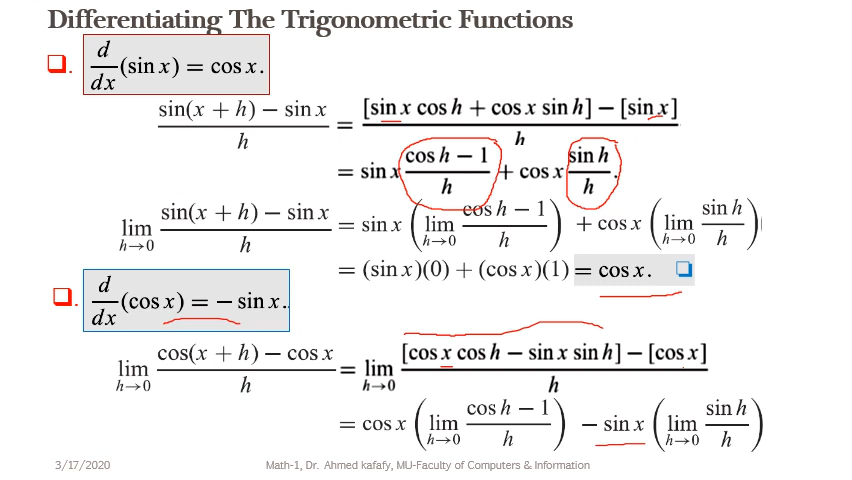 Differentiating The Trigonometric Functions
❑. d/dx (sin x) = cos x.
(sin(x + h) − sin x)/h = ([sin x cos h + cos x sin h] − [sin x])/h
= sin x (cos h − 1)/h + cos x (sin h)/h.
lim h→0 (sin(x + h) − sin x)/h = sin x ( lim h→0 (cos h − 1)/h ) + cos x ( lim h→0 (sin h)/h )
= (sin x)(0) + (cos x)(1) = cos x. ❑
❑. d/dx (cos x) = − sin x..
lim h→0 (cos(x + h) − cos x)/h = lim h→0 ([cos x cos h − sin x sin h] − [cos x])/h
= cos x ( lim h→0 (cos h − 1)/h ) − sin x ( lim h→0 (sin h)/h )
3/17/2020 Math-1, Dr. Ahmed kafafy, MU-Faculty of Computers & Information